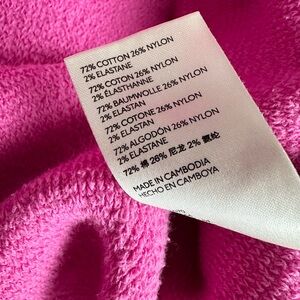 72% COTTON 26% NYLON
2% ELASTANE
72% COTON 26% NYLON
2% ÉLASTHANNE
72% BAUMWOLLE 26% NYLON
2% ELASTAN
72% COTONE 26% NYLON
2% ELASTAN
72% ALGODÓN 26% NYLON
2% ELASTANE
72% 棉 26% 尼龙 2% 氨纶
MADE IN CAMBODIA
HECHO EN CAMBOYA